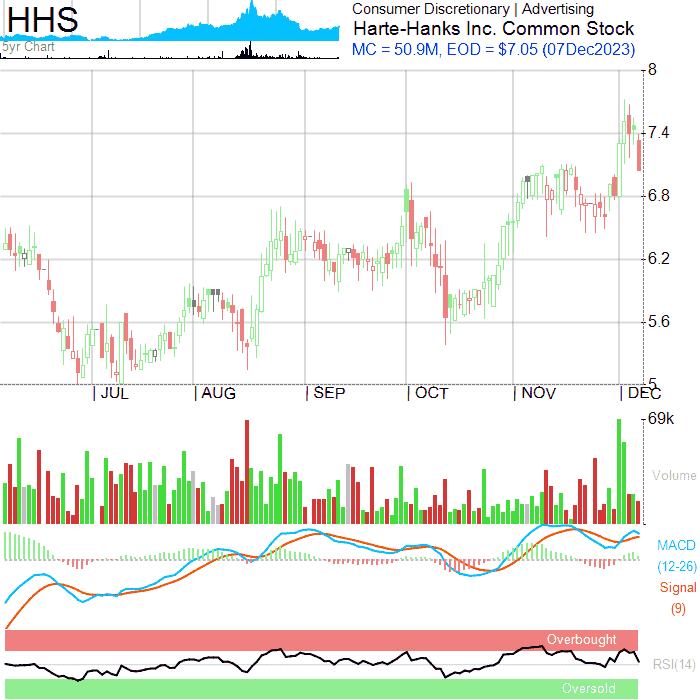 HHS
5yr Chart
Consumer Discretionary | Advertising
Harte-Hanks Inc. Common Stock
MC = 50.9M, EOD = $7.05 (07Dec2023)
8
7.4
6.8
6.2
5.6
5
JUL AUG SEP OCT NOV DEC
69k
Volume
MACD
(12-26)
Signal
(9)
Overbought
RSI(14)
Oversold